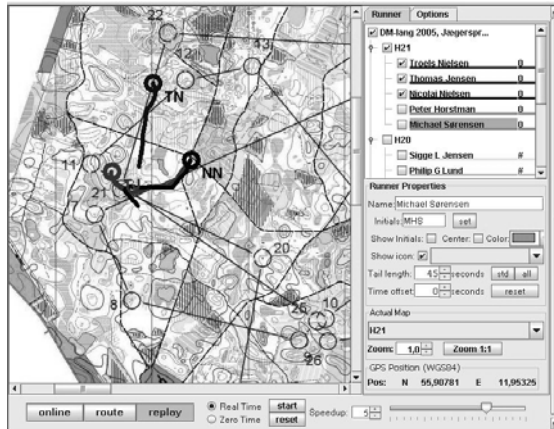 Runner Options
DM-lang 2005, Jægerspr...
H21
Troels Nielsen 0
Thomas Jensen 0
Nicolai Nielsen 0
Peter Horstman 0
Michael Sørensen 0
H20
Sigge L Jensen #
Philip G Lund #
Runner Properties
Name: Michael Sørensen
Initials: MHS set
Show Initials: Center: Color:
Show icon:
Tail length: 45 seconds std all
Time offset: 0 seconds reset
Actual Map
H21
Zoom: 1,0 Zoom 1:1
GPS Position (WGS84)
Pos: N 55,90781 E 11,95325
22
12
13
TN
11
NN
21
7
20
8
10
26
online route replay
Real Time start
Zero Time reset
Speedup: 5